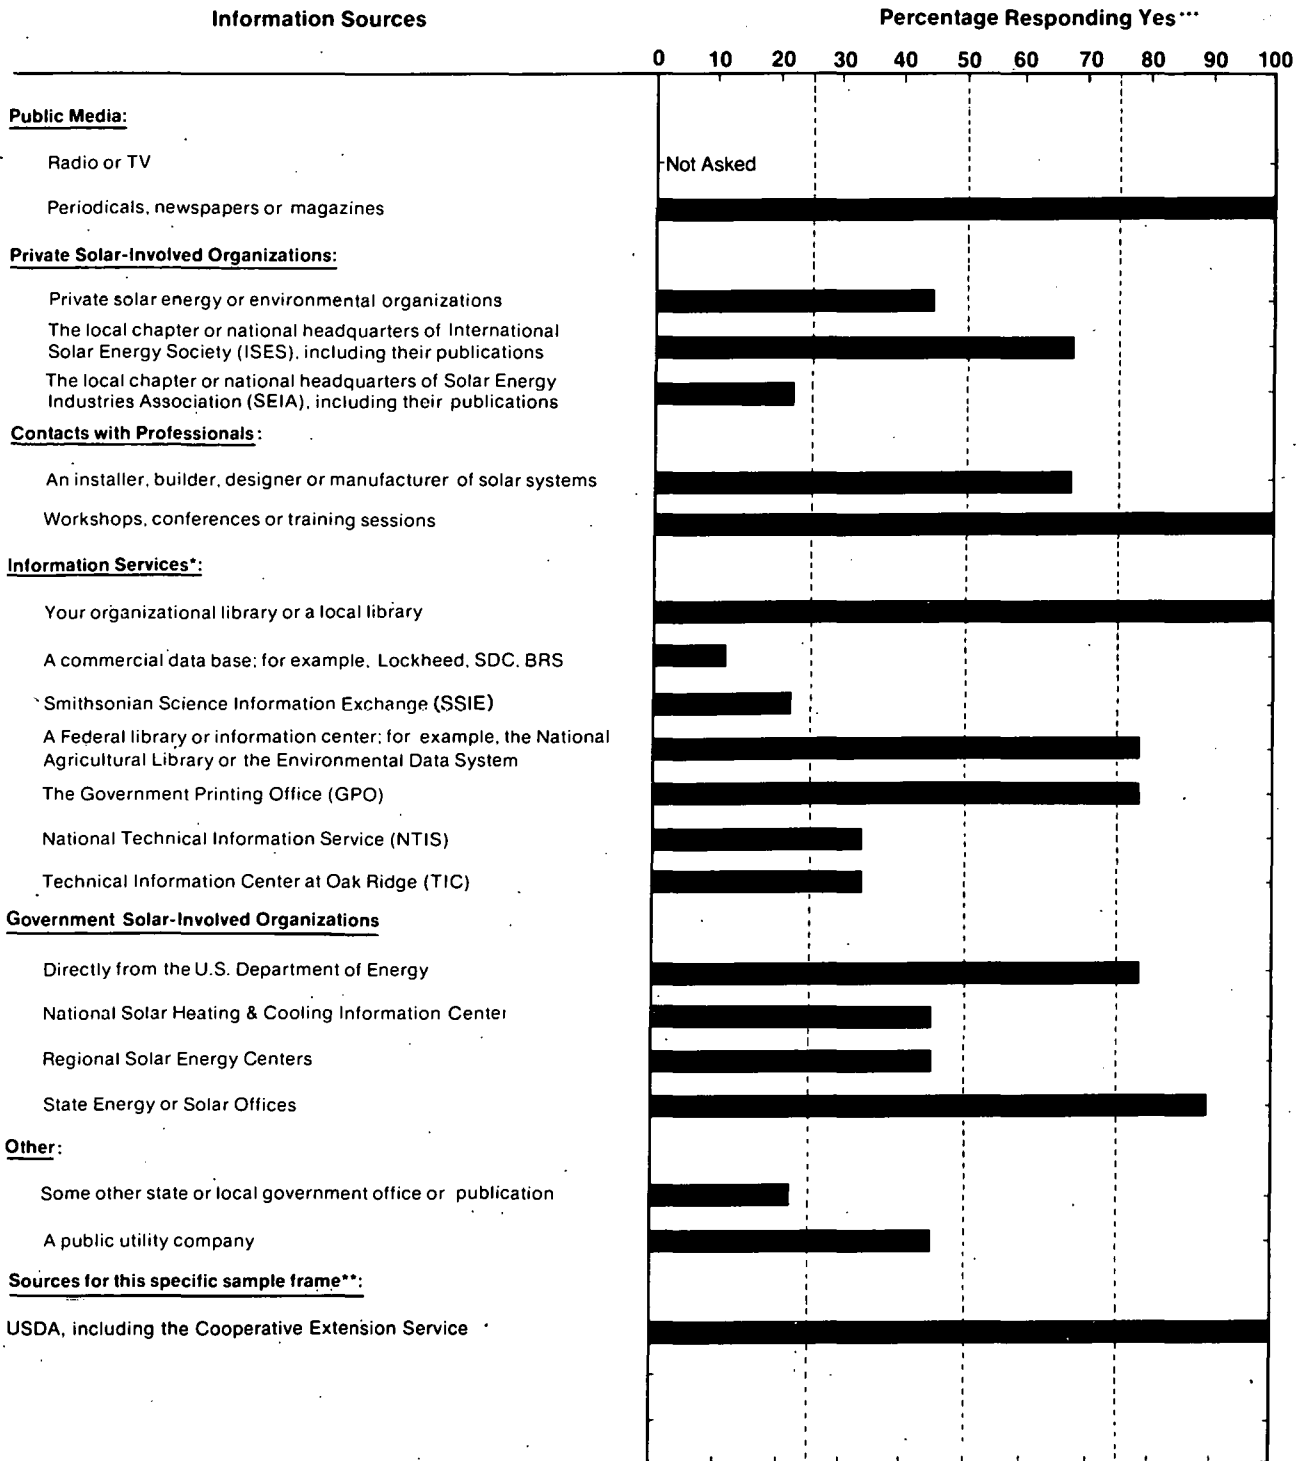 Information Sources
Percentage Responding Yes***
0 10 20 30 40 50 60 70 80 90 100
Public Media:
Radio or TV
Not Asked
Periodicals, newspapers or magazines
Private Solar-Involved Organizations:
Private solar energy or environmental organizations
The local chapter or national headquarters of International
Solar Energy Society (ISES), including their publications
The local chapter or national headquarters of Solar Energy
Industries Association (SEIA), including their publications
Contacts with Professionals:
An installer, builder, designer or manufacturer of solar systems
Workshops, conferences or training sessions
Information Services*:
Your organizational library or a local library
A commercial data base; for example, Lockheed, SDC, BRS
Smithsonian Science Information Exchange (SSIE)
A Federal library or information center; for example, the National
Agricultural Library or the Environmental Data System
The Government Printing Office (GPO)
National Technical Information Service (NTIS)
Technical Information Center at Oak Ridge (TIC)
Government Solar-Involved Organizations
Directly from the U.S. Department of Energy
National Solar Heating & Cooling Information Center
Regional Solar Energy Centers
State Energy or Solar Offices
Other:
Some other state or local government office or publication
A public utility company
Sources for this specific sample frame**:
USDA, including the Cooperative Extension Service